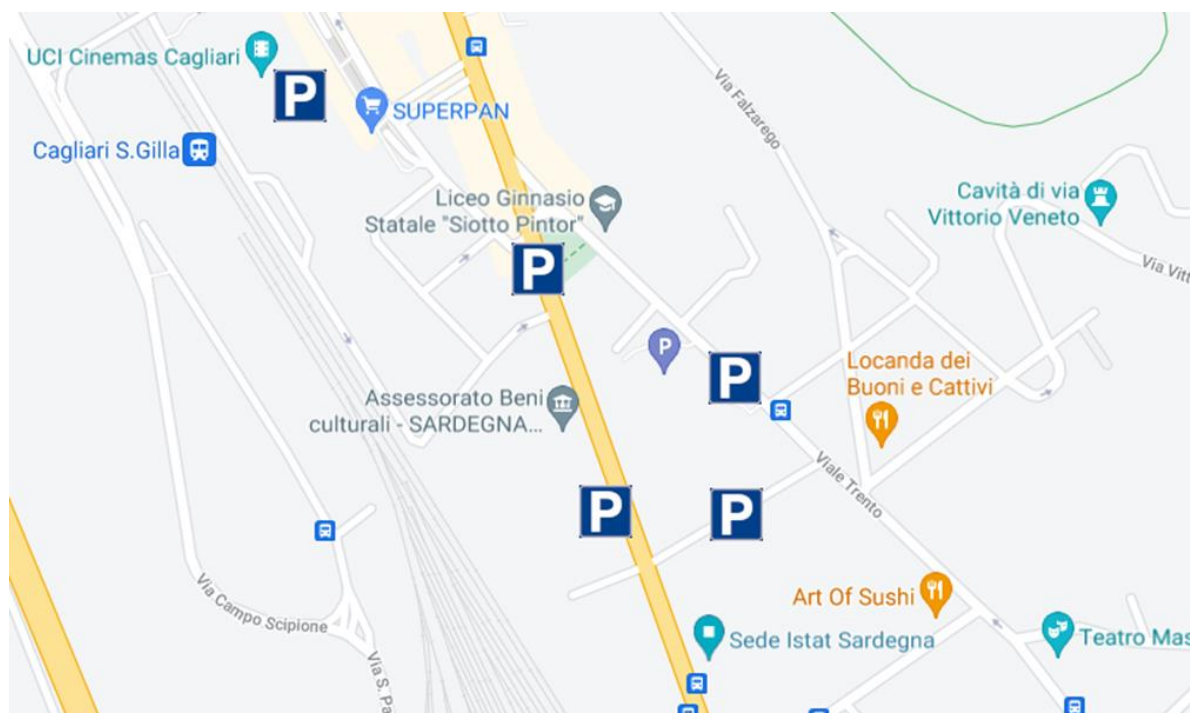 UCI Cinemas Cagliari
P
SUPERPAN
Via Falzarego
Cagliari S.Gilla
Liceo Ginnasio
Statale "Siotto Pintor"
Cavità di via
Vittorio Veneto
P
Via Vitt
P
P
Locanda dei
Buoni e Cattivi
Assessorato Beni
culturali - SARDEGNA...
Viale Trento
P
P
Art Of Sushi
Via Campo Scipione
Sede Istat Sardegna
Teatro Mas
Via S. Pa